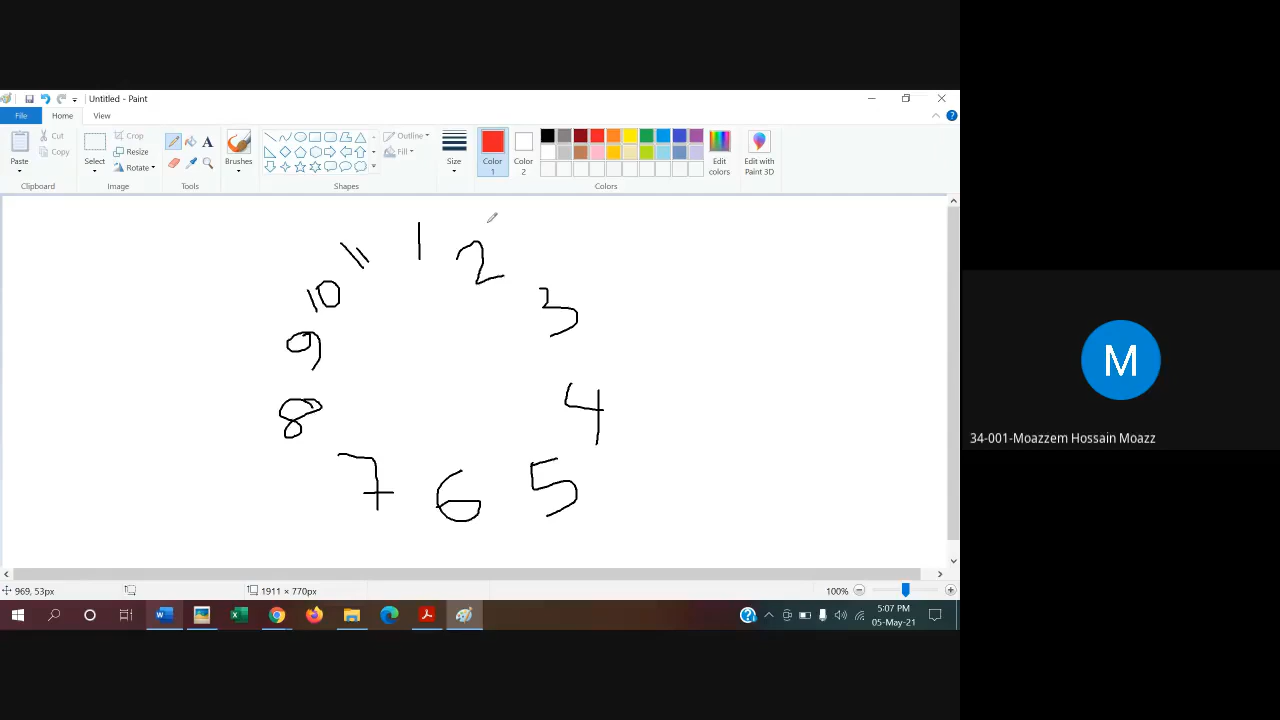 Untitled - Paint
File Home View
Paste
Cut
Copy
Clipboard
Select
Crop
Resize
Rotate
Image
Tools
Brushes
Shapes
Outline
Fill
Size
Color 1
Color 2
Edit colors
Edit with Paint 3D
Colors
1
2
3
4
5
6
7
8
9
10
11
M
34-001-Moazzem Hossain Moazz
969, 53px
1911 × 770px
100%
5:07 PM
05-May-21